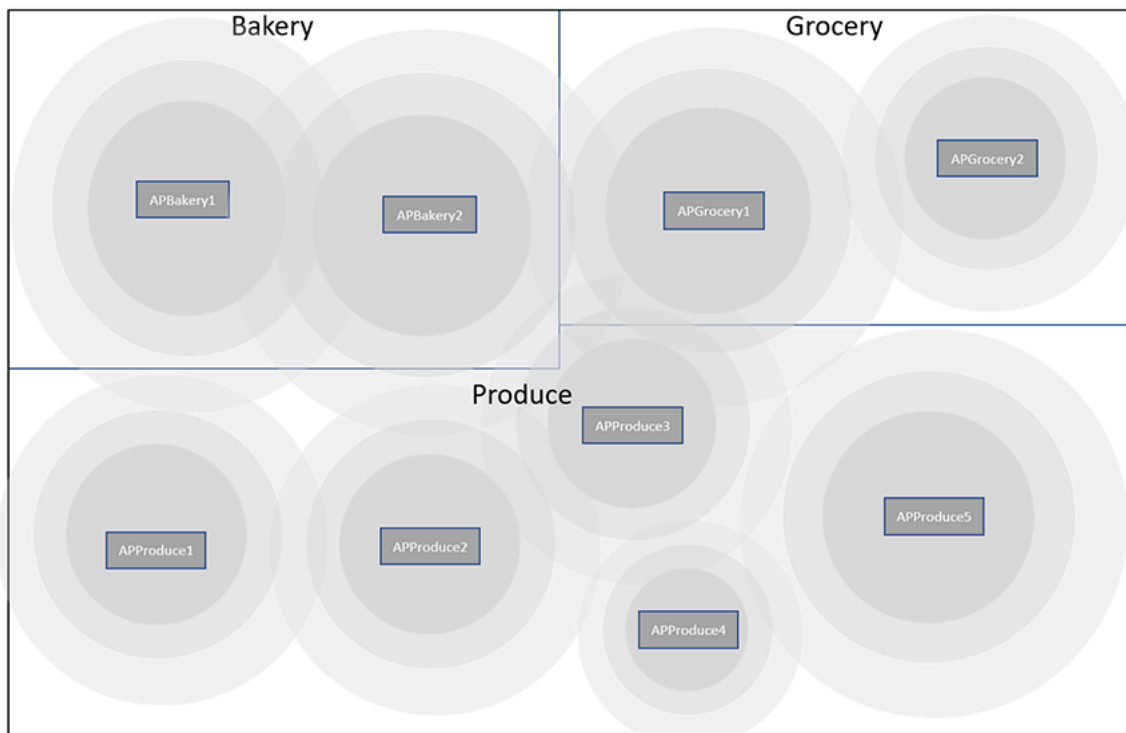 Bakery
Grocery
APBakery1
APBakery2
APGrocery1
APGrocery2
Produce
APProduce1
APProduce2
APProduce3
APProduce4
APProduce5